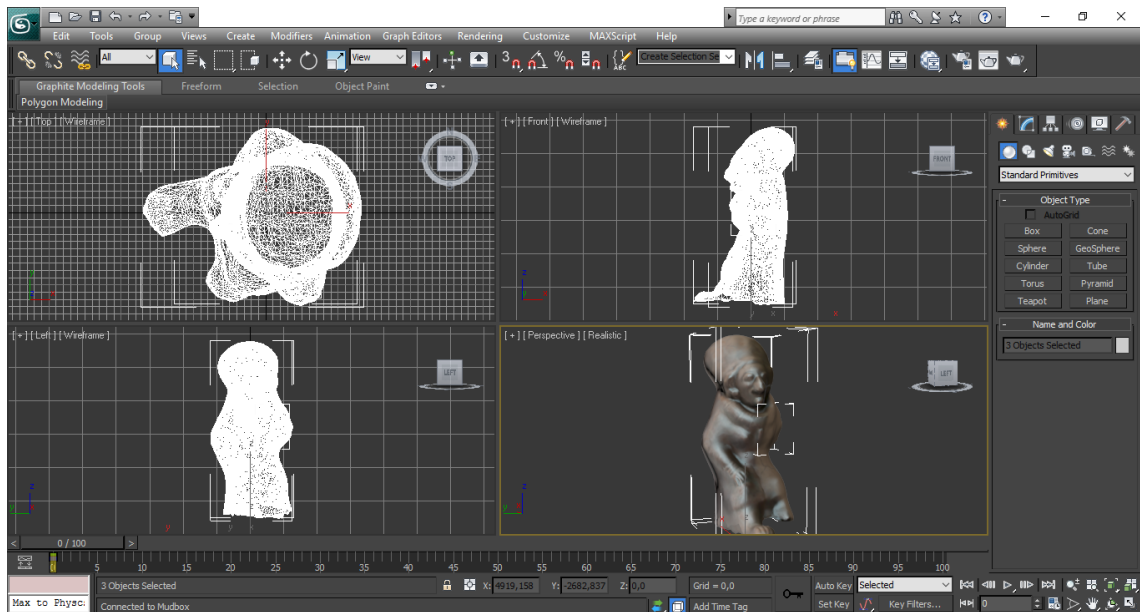 Type a keyword or phrase
Edit Tools Group Views Create Modifiers Animation Graph Editors Rendering Customize MAXScript Help
All View Create Selection Se
Graphite Modeling Tools Freeform Selection Object Paint
Polygon Modeling
[ + ] [ Top ] [ Wireframe ]
TOP
[ + ] [ Front ] [ Wireframe ]
FRONT
[ + ] [ Left ] [ Wireframe ]
LEFT
[ + ] [ Perspective ] [ Realistic ]
LEFT
Standard Primitives
Object Type
AutoGrid
Box Cone
Sphere GeoSphere
Cylinder Tube
Torus Pyramid
Teapot Plane
Name and Color
3 Objects Selected
0 / 100
0 5 10 15 20 25 30 35 40 45 50 55 60 65 70 75 80 85 90 95 100
3 Objects Selected X: 4919,158 Y: -2682,837 Z: 0,0 Grid = 0,0 Auto Key Selected
Max to Physc: Connected to Mudbox Add Time Tag Set Key Key Filters... 0